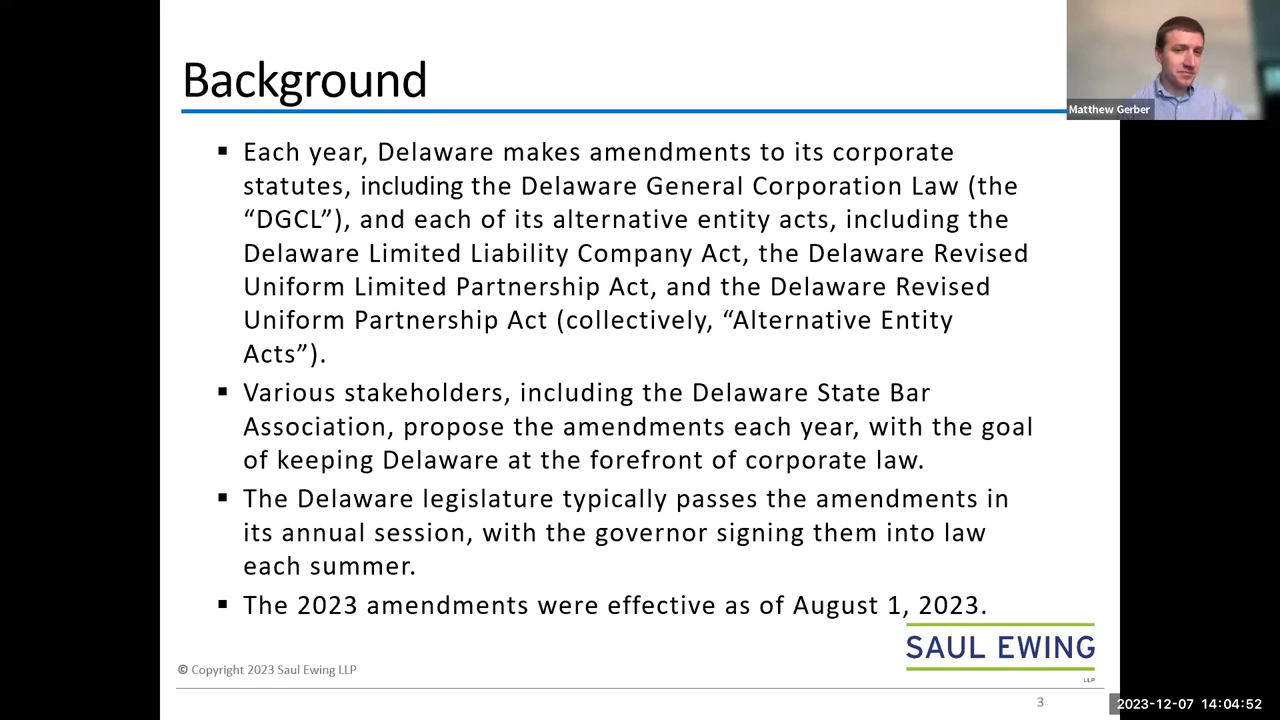 Background
Matthew Gerber
▪ Each year, Delaware makes amendments to its corporate
statutes, including the Delaware General Corporation Law (the
“DGCL”), and each of its alternative entity acts, including the
Delaware Limited Liability Company Act, the Delaware Revised
Uniform Limited Partnership Act, and the Delaware Revised
Uniform Partnership Act (collectively, “Alternative Entity
Acts”).
▪ Various stakeholders, including the Delaware State Bar
Association, propose the amendments each year, with the goal
of keeping Delaware at the forefront of corporate law.
▪ The Delaware legislature typically passes the amendments in
its annual session, with the governor signing them into law
each summer.
▪ The 2023 amendments were effective as of August 1, 2023.
SAUL EWING
LLP
© Copyright 2023 Saul Ewing LLP
3
2023-12-07 14:04:52